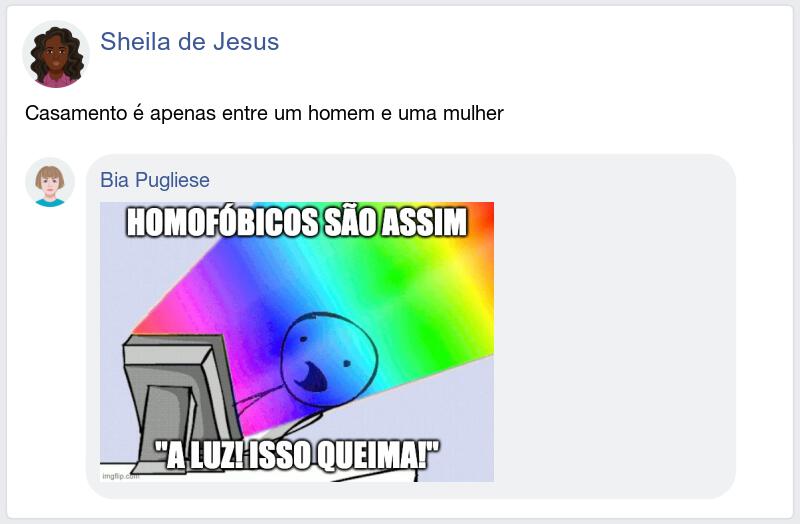 Sheila de Jesus
Casamento é apenas entre um homem e uma mulher
Bia Pugliese
HOMOFÓBICOS SÃO ASSIM
"A LUZ! ISSO QUEIMA!"
imgflip.com